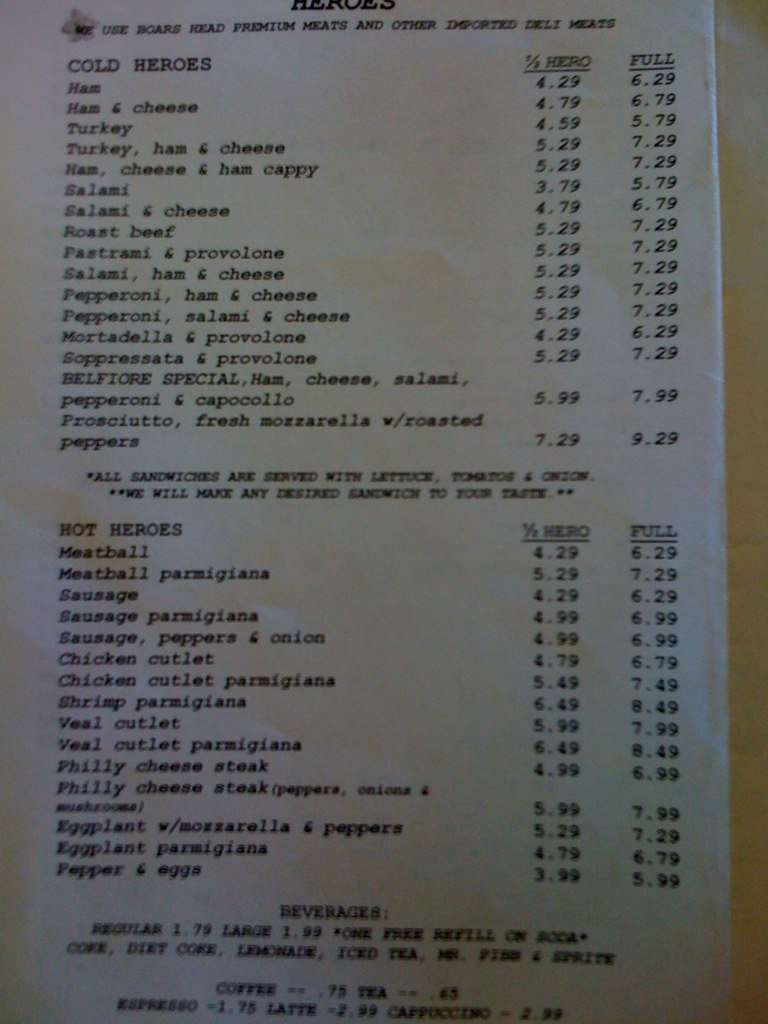 HEROES
WE USE BOARS HEAD PREMIUM MEATS AND OTHER IMPORTED DELI MEATS
COLD HEROES ½ HERO FULL
Ham 4.29 6.29
Ham & cheese 4.79 6.79
Turkey 4.59 5.79
Turkey, ham & cheese 5.29 7.29
Ham, cheese & ham cappy 5.29 7.29
Salami 3.79 5.79
Salami & cheese 4.79 6.79
Roast beef 5.29 7.29
Pastrami & provolone 5.29 7.29
Salami, ham & cheese 5.29 7.29
Pepperoni, ham & cheese 5.29 7.29
Pepperoni, salami & cheese 5.29 7.29
Mortadella & provolone 4.29 6.29
Soppressata & provolone 5.29 7.29
BELFIORE SPECIAL,Ham, cheese, salami,
pepperoni & capocollo 5.99 7.99
Prosciutto, fresh mozzarella w/roasted
peppers 7.29 9.29
*ALL SANDWICHES ARE SERVED WITH LETTUCE, TOMATOS & ONION.
**WE WILL MAKE ANY DESIRED SANDWICH TO YOUR TASTE.**
HOT HEROES ½ HERO FULL
Meatball 4.29 6.29
Meatball parmigiana 5.29 7.29
Sausage 4.29 6.29
Sausage parmigiana 4.99 6.99
Sausage, peppers & onion 4.99 6.99
Chicken cutlet 4.79 6.79
Chicken cutlet parmigiana 5.49 7.49
Shrimp parmigiana 6.49 8.49
Veal cutlet 5.99 7.99
Veal cutlet parmigiana 6.49 8.49
Philly cheese steak 4.99 6.99
Philly cheese steak(peppers, onions &
mushrooms) 5.99 7.99
Eggplant w/mozzarella & peppers 5.29 7.29
Eggplant parmigiana 4.79 6.79
Pepper & eggs 3.99 5.99
BEVERAGES:
REGULAR 1.79 LARGE 1.99 *ONE FREE REFILL ON SODA*
COKE, DIET COKE, LEMONADE, ICED TEA, MR. PIBB & SPRITE
COFFEE -- .75 TEA -- .65
ESPRESSO -1.75 LATTE -2.99 CAPPUCCINO - 2.99